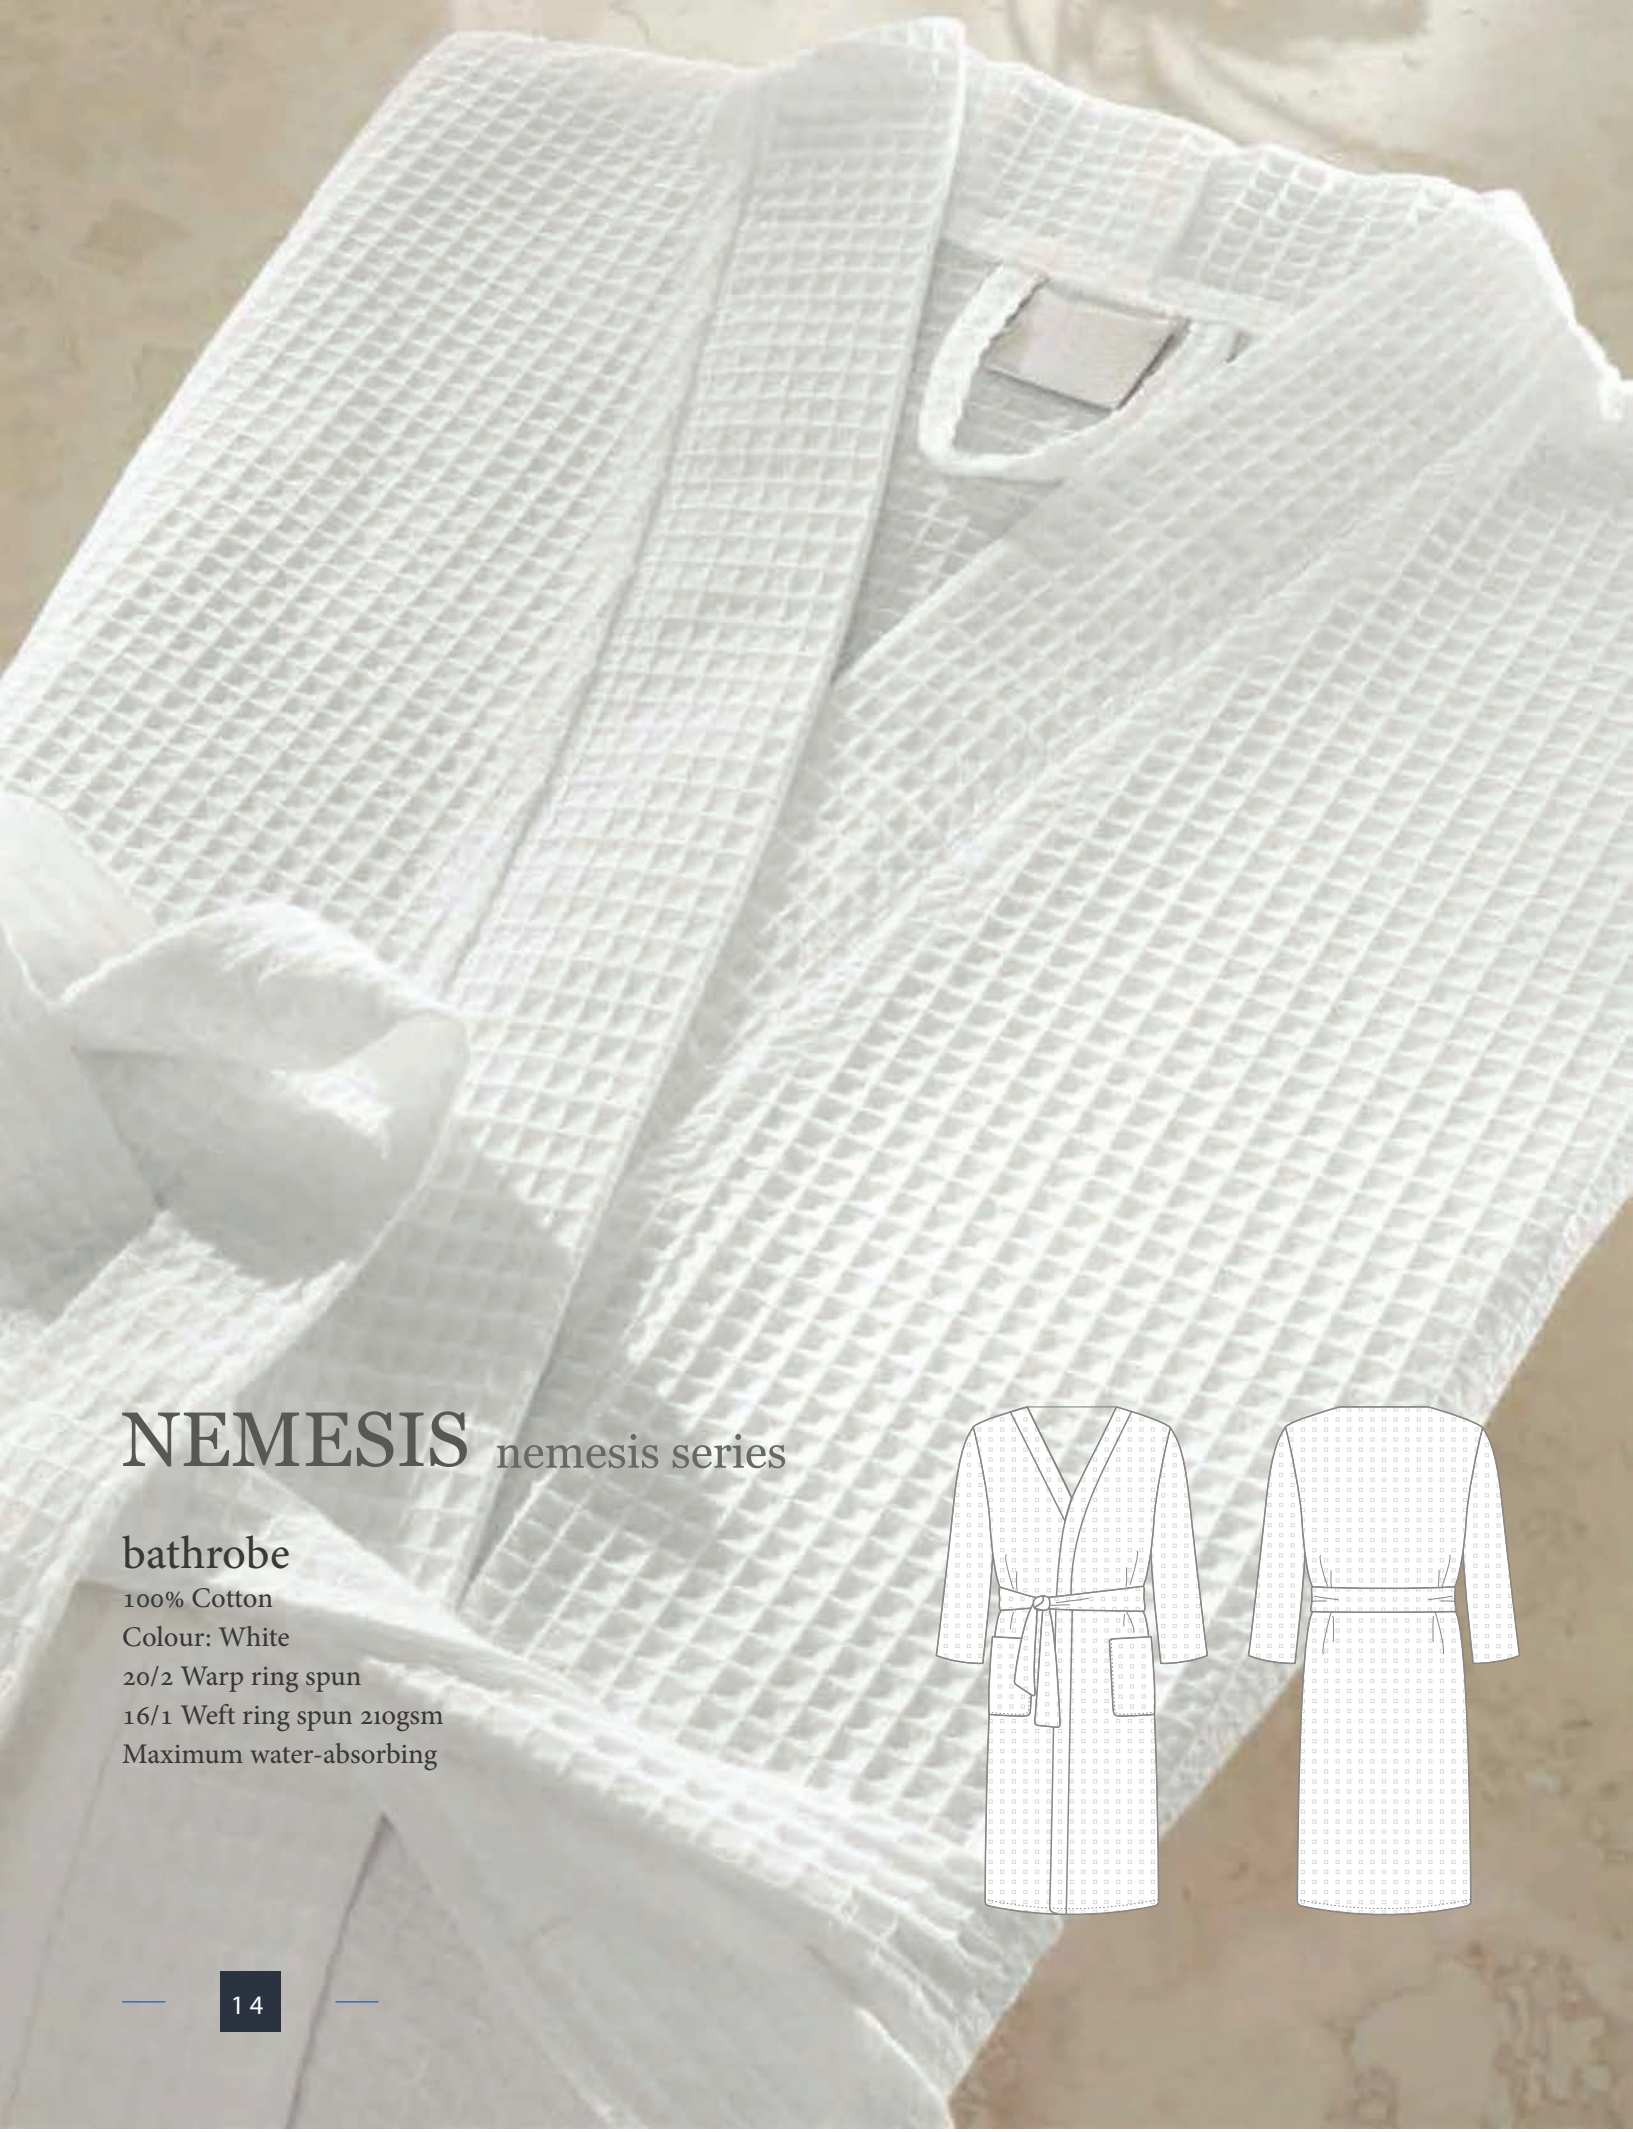 NEMESIS nemesis series
bathrobe
100% Cotton
Colour: White
20/2 Warp ring spun
16/1 Weft ring spun 210gsm
Maximum water-absorbing
14